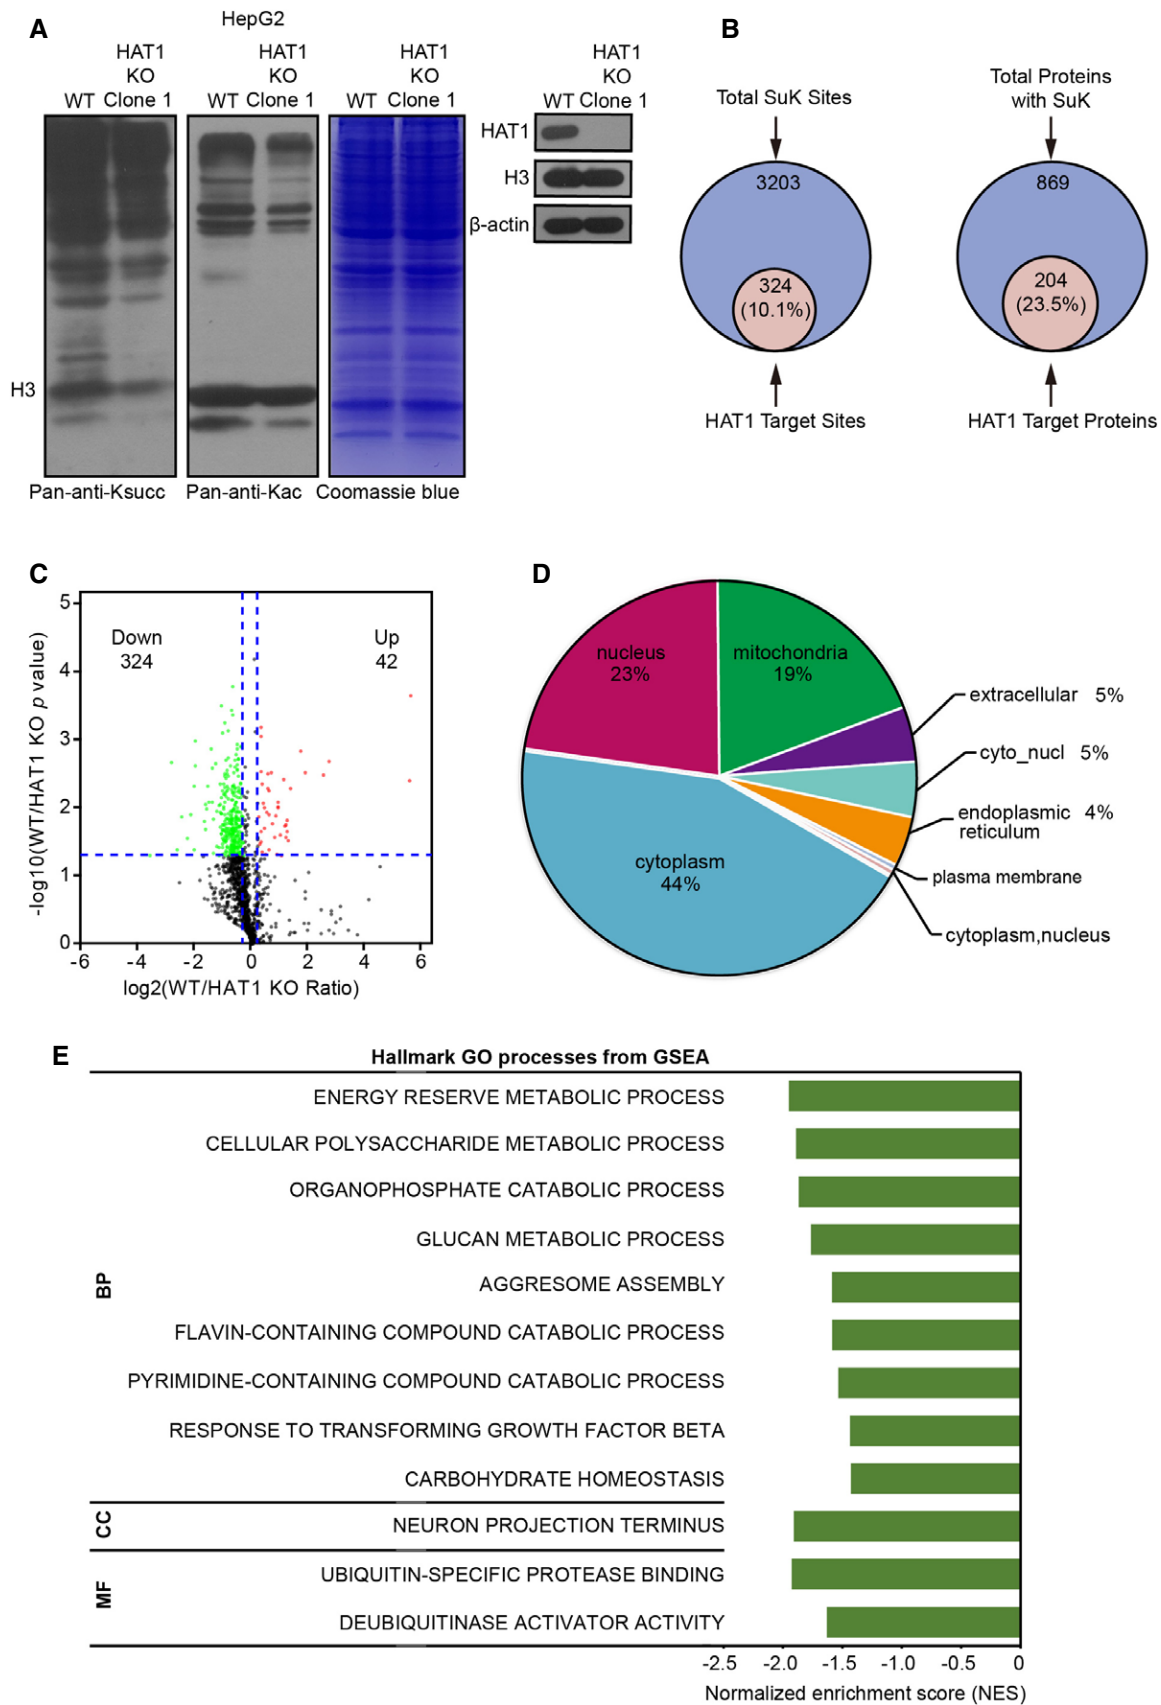 A
HepG2
HAT1
KO
WT Clone 1
HAT1
KO
WT Clone 1
HAT1
KO
WT Clone 1
HAT1
KO
WT Clone 1
HAT1
H3
β-actin
H3
Pan-anti-Ksucc
Pan-anti-Kac
Coomassie blue
B
Total SuK Sites
3203
324
(10.1%)
HAT1 Target Sites
Total Proteins
with SuK
869
204
(23.5%)
HAT1 Target Proteins
C
-log10(WT/HAT1 KO p value)
5
4
3
2
1
0
Down
324
Up
42
-6 -4 -2 0 2 4 6
log2(WT/HAT1 KO Ratio)
D
nucleus
23%
mitochondria
19%
extracellular 5%
cyto_nucl 5%
endoplasmic 4%
reticulum
plasma membrane
cytoplasm,nucleus
cytoplasm
44%
E
Hallmark GO processes from GSEA
BP
ENERGY RESERVE METABOLIC PROCESS
CELLULAR POLYSACCHARIDE METABOLIC PROCESS
ORGANOPHOSPHATE CATABOLIC PROCESS
GLUCAN METABOLIC PROCESS
AGGRESOME ASSEMBLY
FLAVIN-CONTAINING COMPOUND CATABOLIC PROCESS
PYRIMIDINE-CONTAINING COMPOUND CATABOLIC PROCESS
RESPONSE TO TRANSFORMING GROWTH FACTOR BETA
CARBOHYDRATE HOMEOSTASIS
CC
NEURON PROJECTION TERMINUS
MF
UBIQUITIN-SPECIFIC PROTEASE BINDING
DEUBIQUITINASE ACTIVATOR ACTIVITY
-2.5 -2.0 -1.5 -1.0 -0.5 0
Normalized enrichment score (NES)